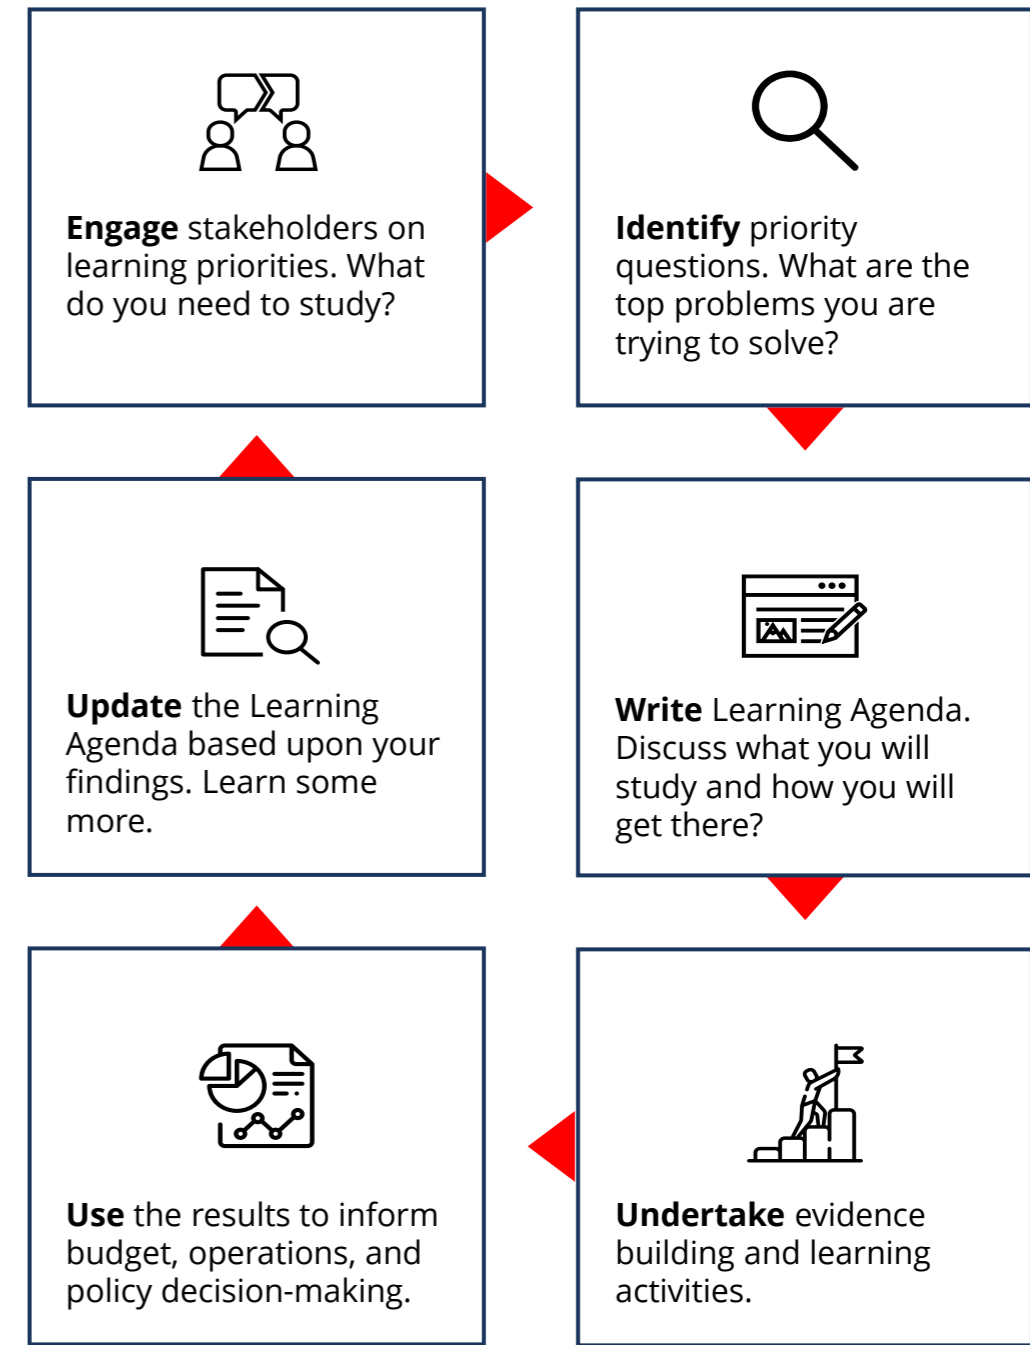 Engage stakeholders on
learning priorities. What
do you need to study?
Identify priority
questions. What are the
top problems you are
trying to solve?
Update the Learning
Agenda based upon your
findings. Learn some
more.
Write Learning Agenda.
Discuss what you will
study and how you will
get there?
Use the results to inform
budget, operations, and
policy decision-making.
Undertake evidence
building and learning
activities.